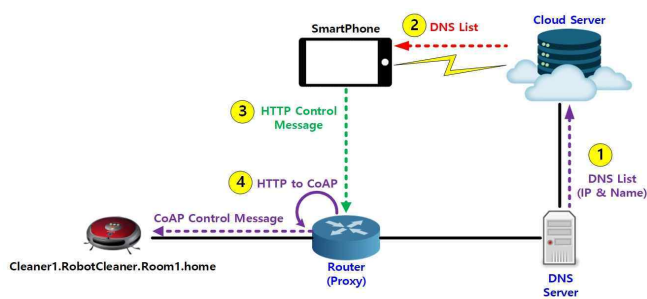 Cloud Server
SmartPhone
2 DNS List
3 HTTP Control
Message
1
DNS List
(IP & Name)
4 HTTP to CoAP
CoAP Control Message
Cleaner1.RobotCleaner.Room1.home
Router
(Proxy)
DNS
Server